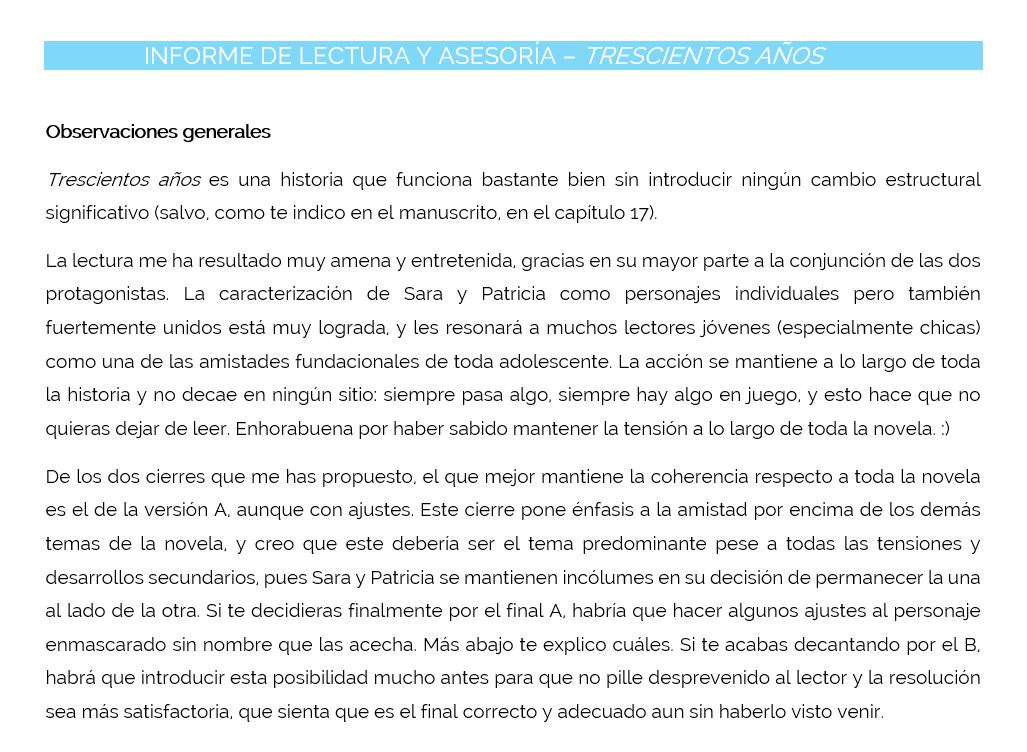 INFORME DE LECTURA Y ASESORÍA – TRESCIENTOS AÑOS
Observaciones generales
Trescientos años es una historia que funciona bastante bien sin introducir ningún cambio estructural
significativo (salvo, como te indico en el manuscrito, en el capítulo 17).
La lectura me ha resultado muy amena y entretenida, gracias en su mayor parte a la conjunción de las dos
protagonistas. La caracterización de Sara y Patricia como personajes individuales pero también
fuertemente unidos está muy lograda, y les resonará a muchos lectores jóvenes (especialmente chicas)
como una de las amistades fundacionales de toda adolescente. La acción se mantiene a lo largo de toda
la historia y no decae en ningún sitio: siempre pasa algo, siempre hay algo en juego, y esto hace que no
quieras dejar de leer. Enhorabuena por haber sabido mantener la tensión a lo largo de toda la novela. :)
De los dos cierres que me has propuesto, el que mejor mantiene la coherencia respecto a toda la novela
es el de la versión A, aunque con ajustes. Este cierre pone énfasis a la amistad por encima de los demás
temas de la novela, y creo que este debería ser el tema predominante pese a todas las tensiones y
desarrollos secundarios, pues Sara y Patricia se mantienen incólumes en su decisión de permanecer la una
al lado de la otra. Si te decidieras finalmente por el final A, habría que hacer algunos ajustes al personaje
enmascarado sin nombre que las acecha. Más abajo te explico cuáles. Si te acabas decantando por el B,
habrá que introducir esta posibilidad mucho antes para que no pille desprevenido al lector y la resolución
sea más satisfactoria, que sienta que es el final correcto y adecuado aun sin haberlo visto venir.